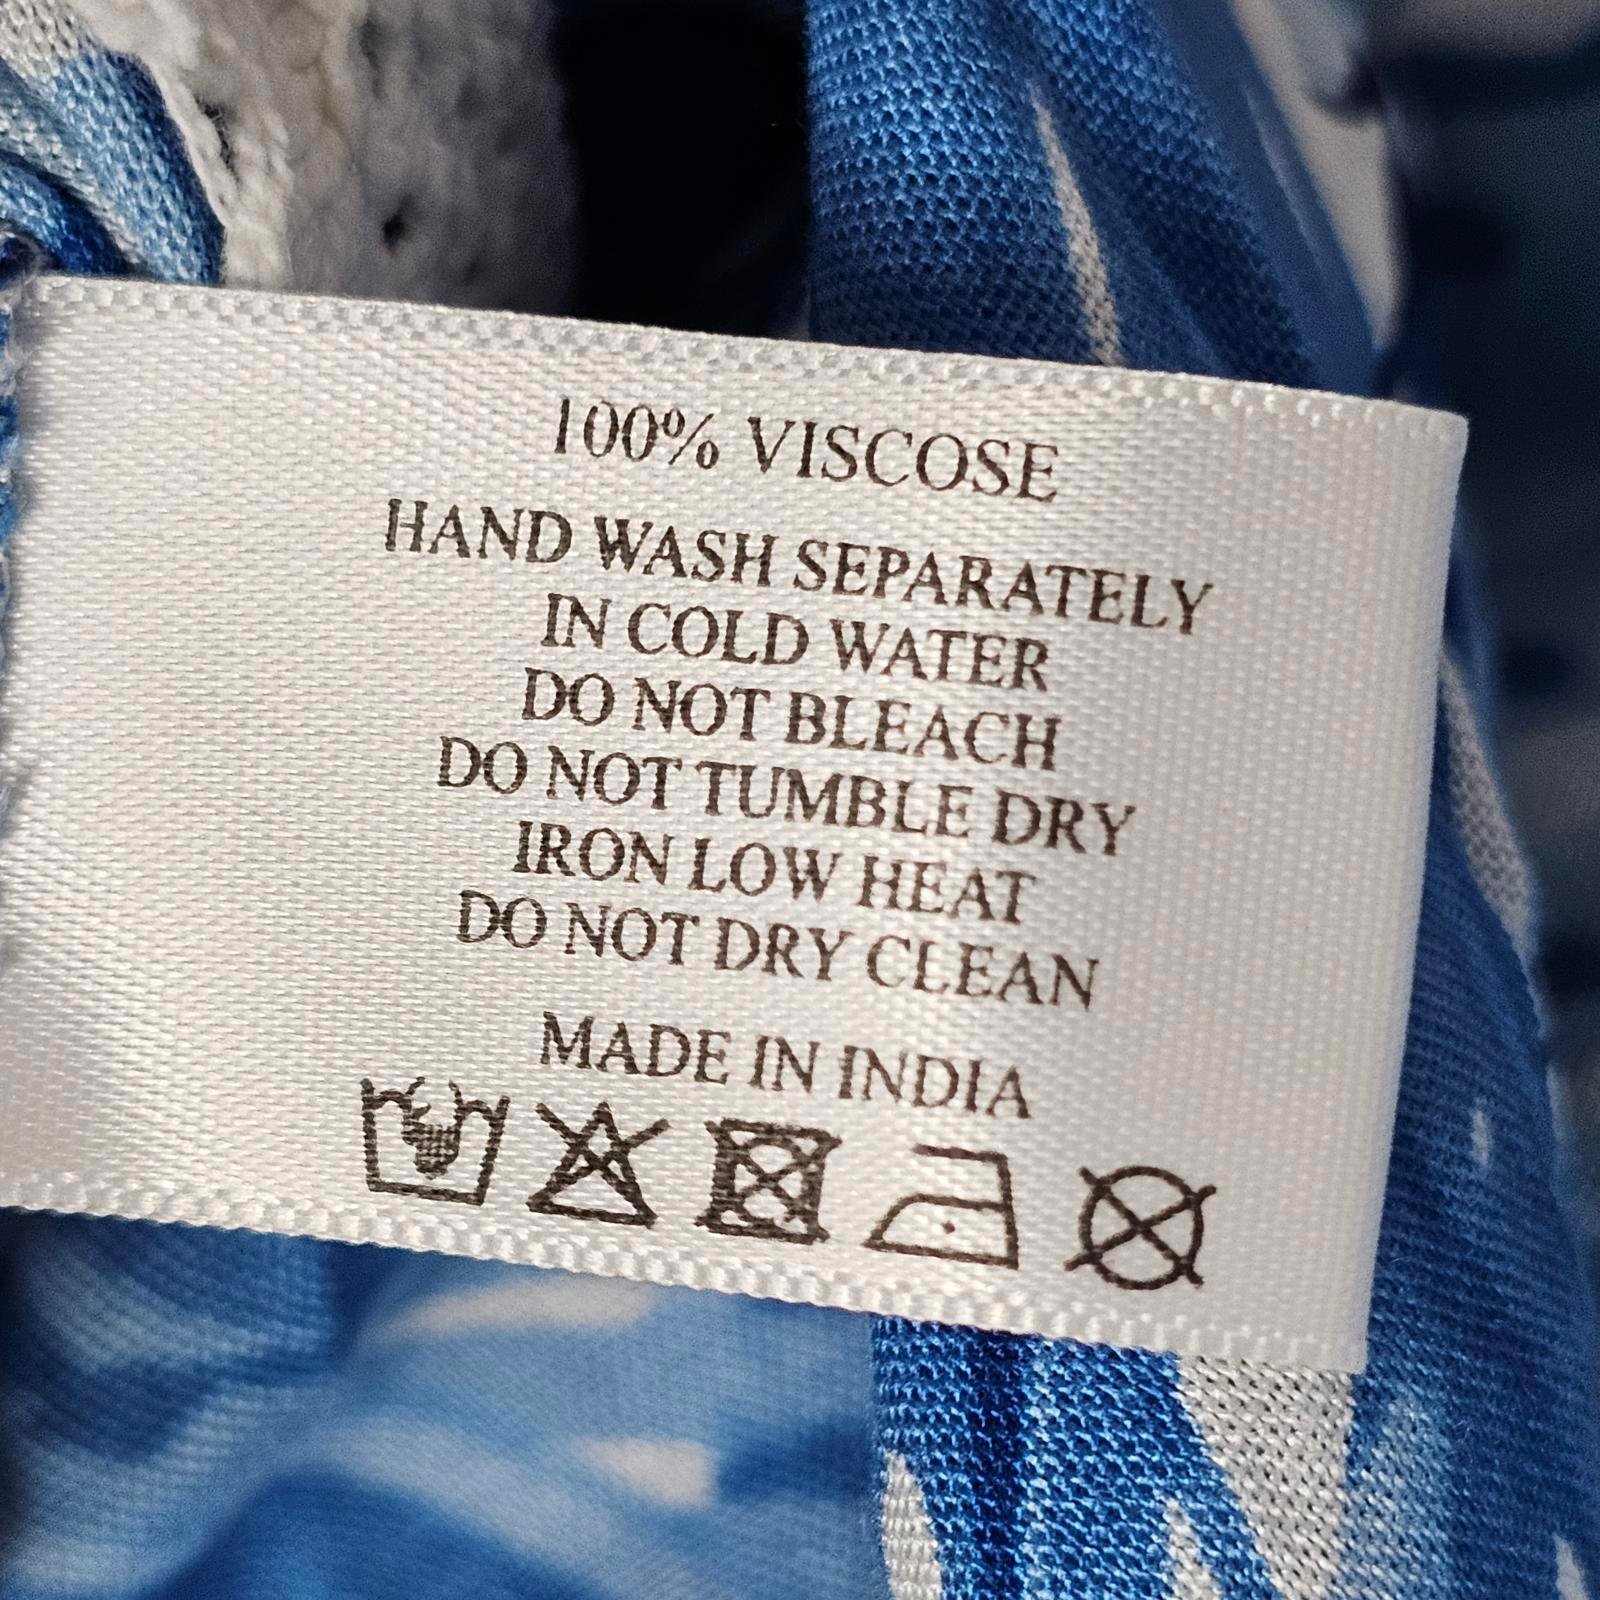 100% VISCOSE
HAND WASH SEPARATELY
IN COLD WATER
DO NOT BLEACH
DO NOT TUMBLE DRY
IRON LOW HEAT
DO NOT DRY CLEAN
MADE IN INDIA